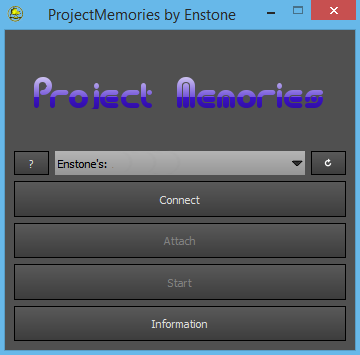 ProjectMemories by Enstone
Project Memories
? Enstone's:
Connect
Attach
Start
Information